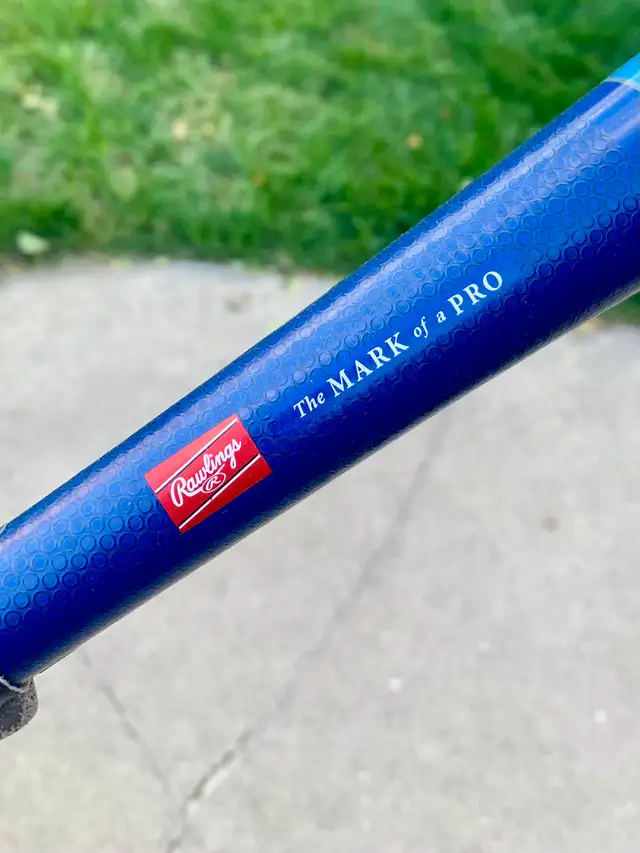 The MARK of a PRO
Rawlings
R